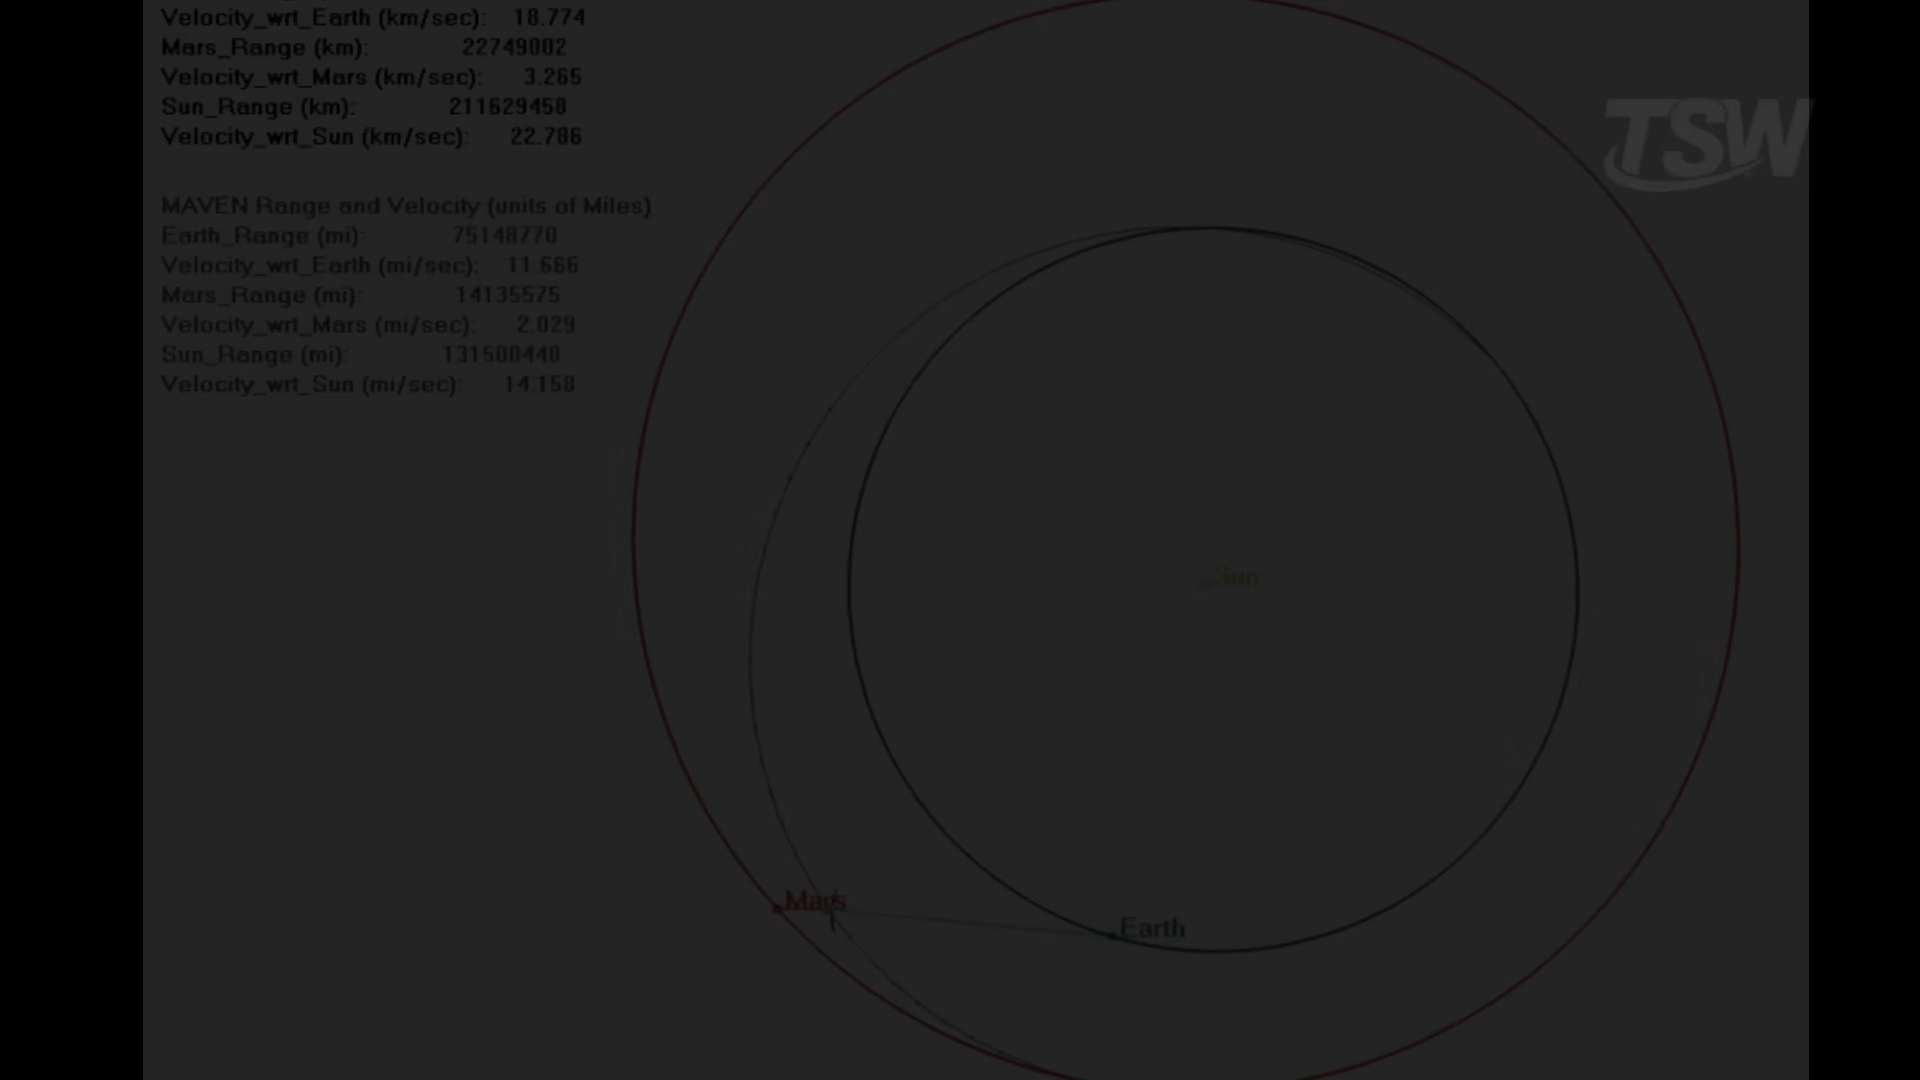 Velocity_wrt_Earth (km/sec): 18.774
Mars_Range (km): 22749002
Velocity_wrt_Mars (km/sec): 3.265
Sun_Range (km): 211629458
Velocity_wrt_Sun (km/sec): 22.786
MAVEN Range and Velocity (units of Miles)
Earth_Range (mi): 75148770
Velocity_wrt_Earth (mi/sec): 11.666
Mars_Range (mi): 14135575
Velocity_wrt_Mars (mi/sec): 2.029
Sun_Range (mi): 131500448
Velocity_wrt_Sun (mi/sec): 14.158
TSW
Sun
Mars
Earth